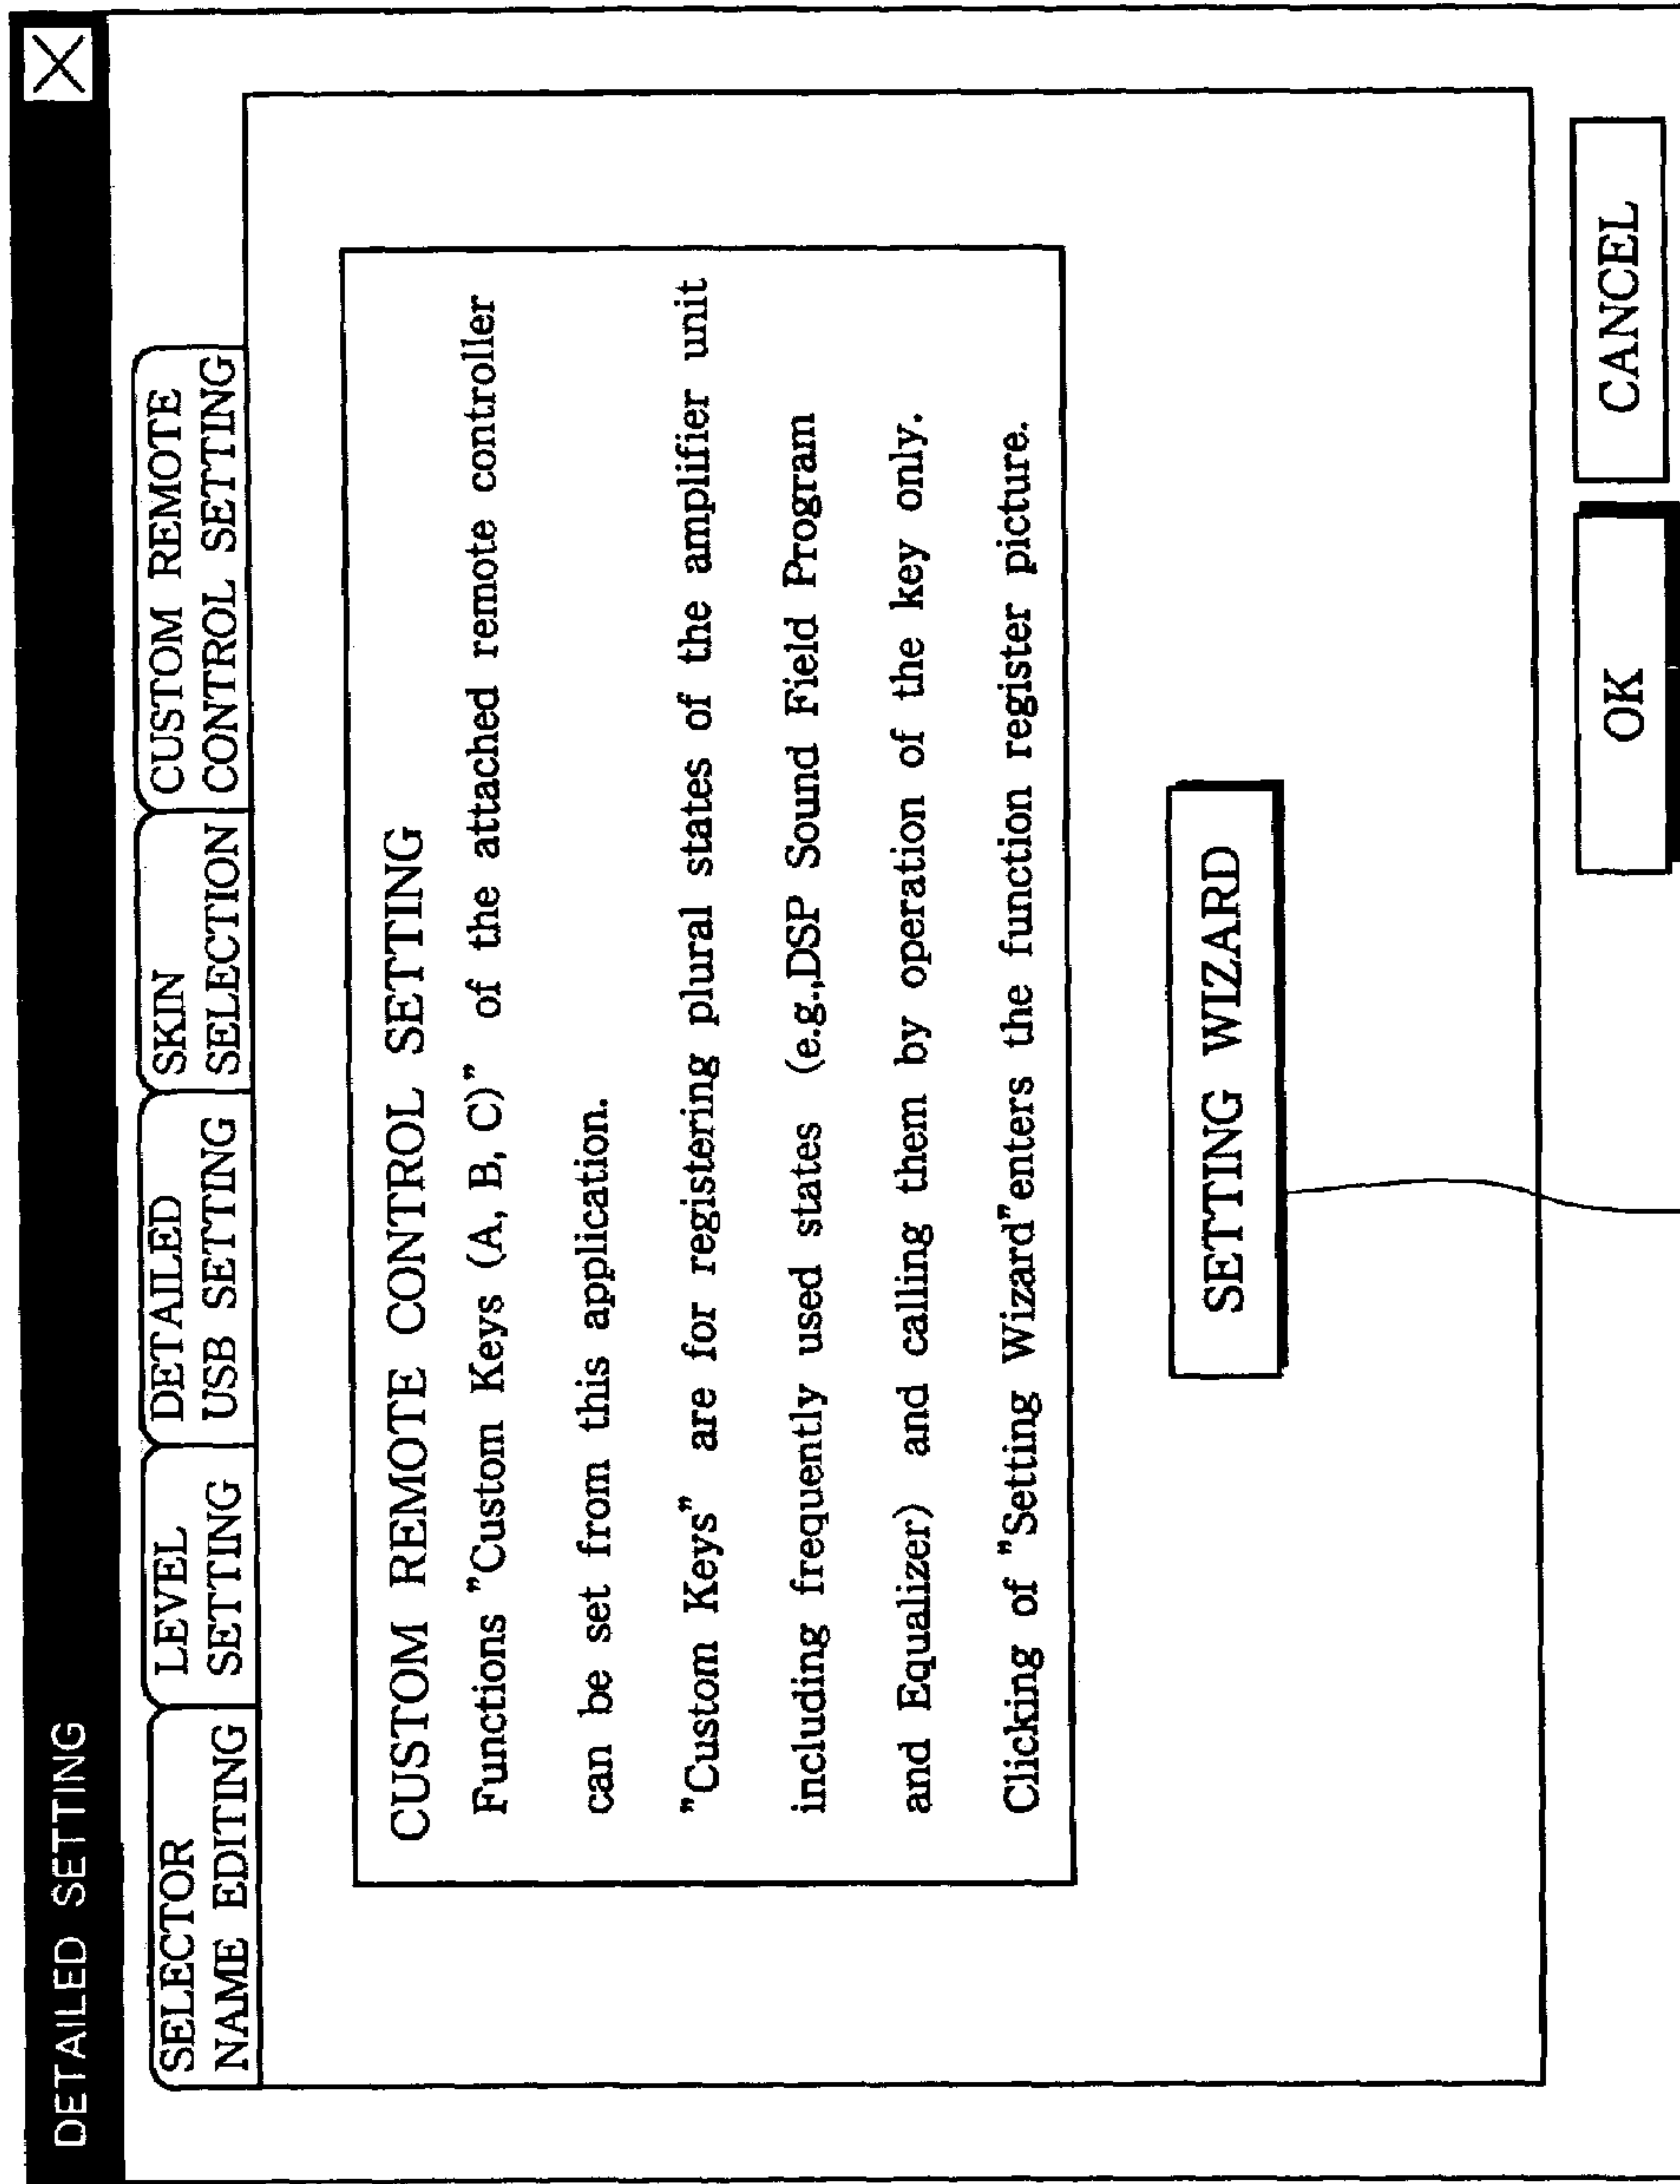 DETAILED SETTING
SELECTOR
NAME EDITING
LEVEL
SETTING
DETAILED
USB SETTING
SKIN
SELECTION
CUSTOM REMOTE
CONTROL SETTING
CUSTOM REMOTE CONTROL SETTING
Functions "Custom Keys (A, B, C)" of the attached remote controller
can be set from this application.
"Custom Keys" are for registering plural states of the amplifier unit
including frequently used states (e.g.,DSP Sound Field Program
and Equalizer) and calling them by operation of the key only.
Clicking of "Setting Wizard"enters the function register picture.
SETTING WIZARD
OK
CANCEL